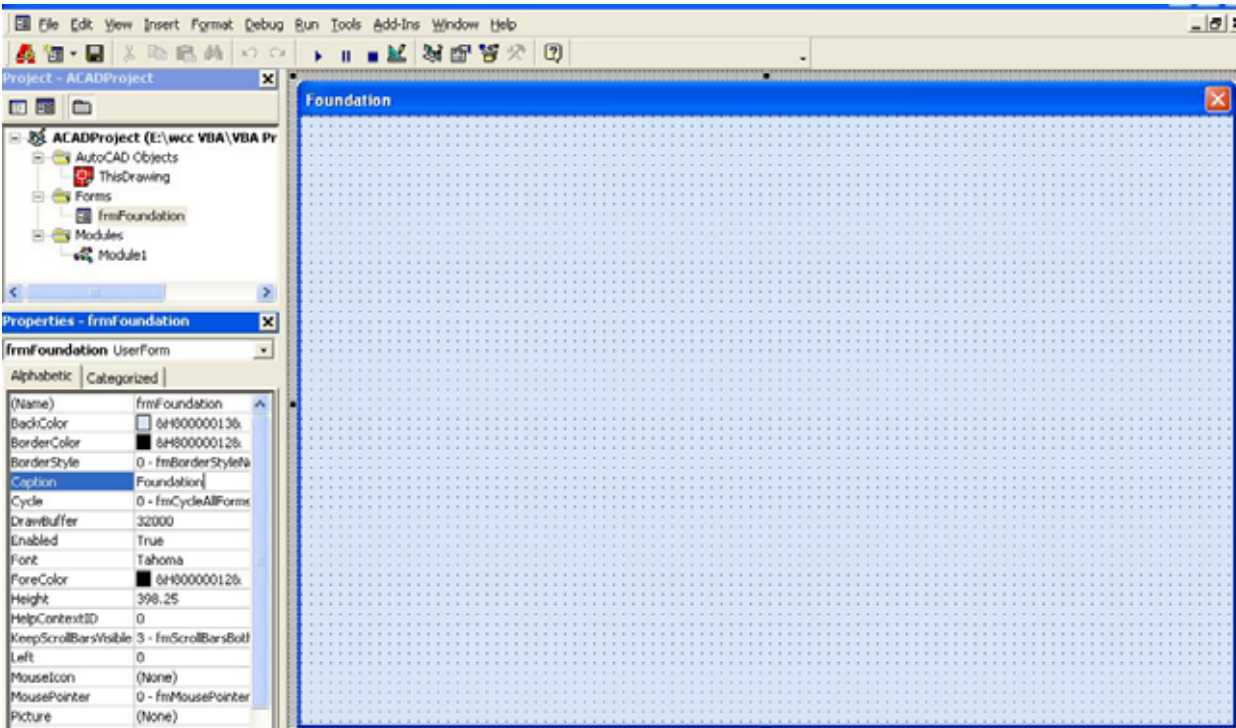 File Edit View Insert Format Debug Run Tools Add-Ins Window Help
Project - ACADProject
ACADProject (E:\wcc VBA\VBA Pr
AutoCAD Objects
ThisDrawing
Forms
frmFoundation
Modules
Module1
Foundation
Properties - frmFoundation
frmFoundation UserForm
Alphabetic Categorized
(Name) frmFoundation
BackColor &H80000013&
BorderColor &H80000012&
BorderStyle 0 - fmBorderStyleN
Caption Foundation
Cycle 0 - fmCycleAllForms
DrawBuffer 32000
Enabled True
Font Tahoma
ForeColor &H80000012&
Height 398.25
HelpContextID 0
KeepScrollBarsVisible 3 - fmScrollBarsBoth
Left 0
MouseIcon (None)
MousePointer 0 - fmMousePointer
Picture (None)